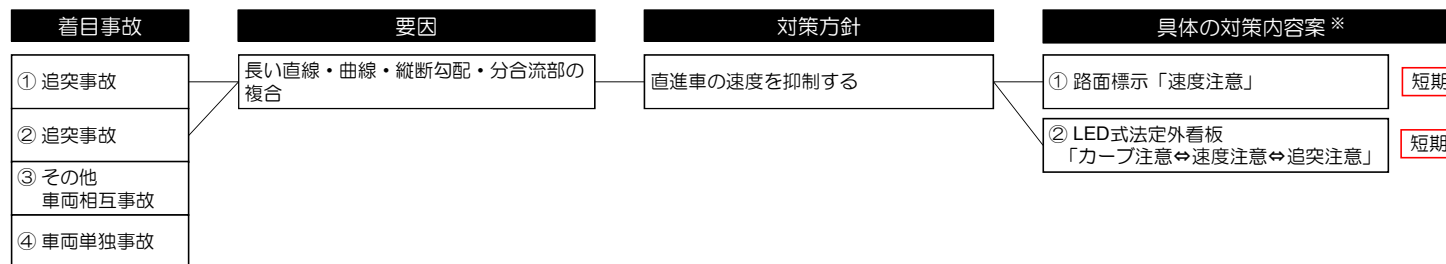 着目事故
要因
対策方針
具体の対策内容案※
① 追突事故
長い直線・曲線・縦断勾配・分合流部の
複合
直進車の速度を抑制する
① 路面標示「速度注意」
短期
② 追突事故
② LED式法定外看板
「カーブ注意⇔速度注意⇔追突注意」
短期
③ その他
車両相互事故
④ 車両単独事故